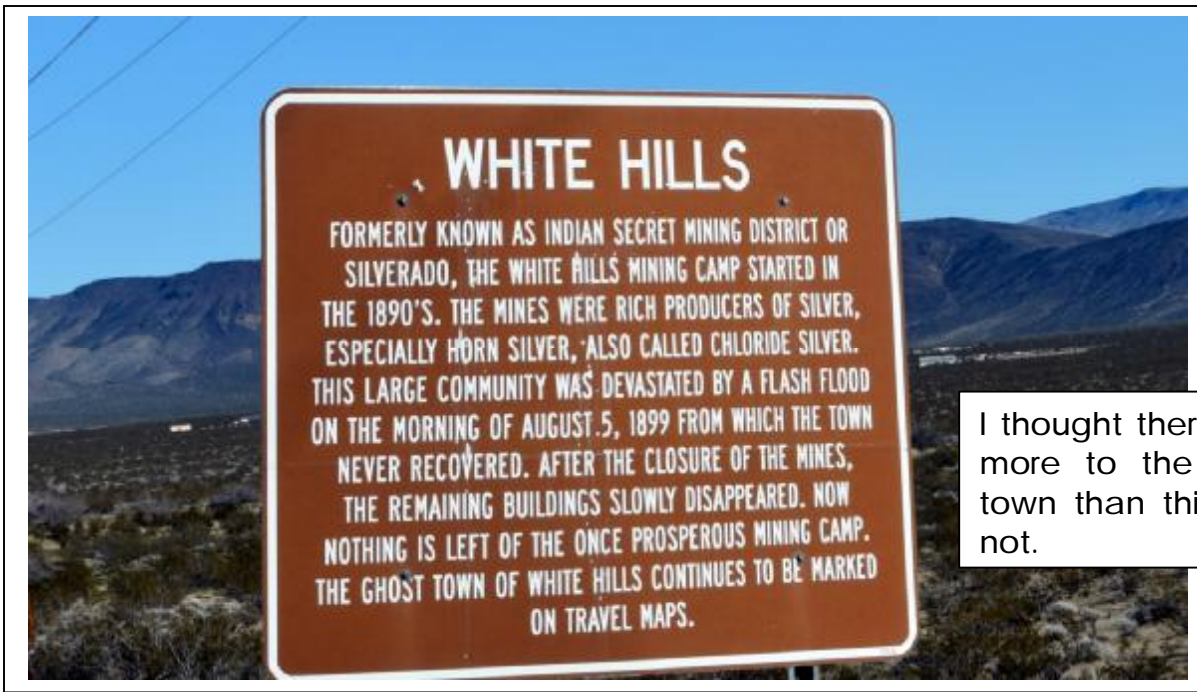 WHITE HILLS
FORMERLY KNOWN AS INDIAN SECRET MINING DISTRICT OR
SILVERADO, THE WHITE HILLS MINING CAMP STARTED IN
THE 1890'S. THE MINES WERE RICH PRODUCERS OF SILVER,
ESPECIALLY HORN SILVER, ALSO CALLED CHLORIDE SILVER.
THIS LARGE COMMUNITY WAS DEVASTATED BY A FLASH FLOOD
ON THE MORNING OF AUGUST 5, 1899 FROM WHICH THE TOWN
NEVER RECOVERED. AFTER THE CLOSURE OF THE MINES,
THE REMAINING BUILDINGS SLOWLY DISAPPEARED. NOW
NOTHING IS LEFT OF THE ONCE PROSPEROUS MINING CAMP.
THE GHOST TOWN OF WHITE HILLS CONTINUES TO BE MARKED
ON TRAVEL MAPS.
I thought
more to the
town than
not.